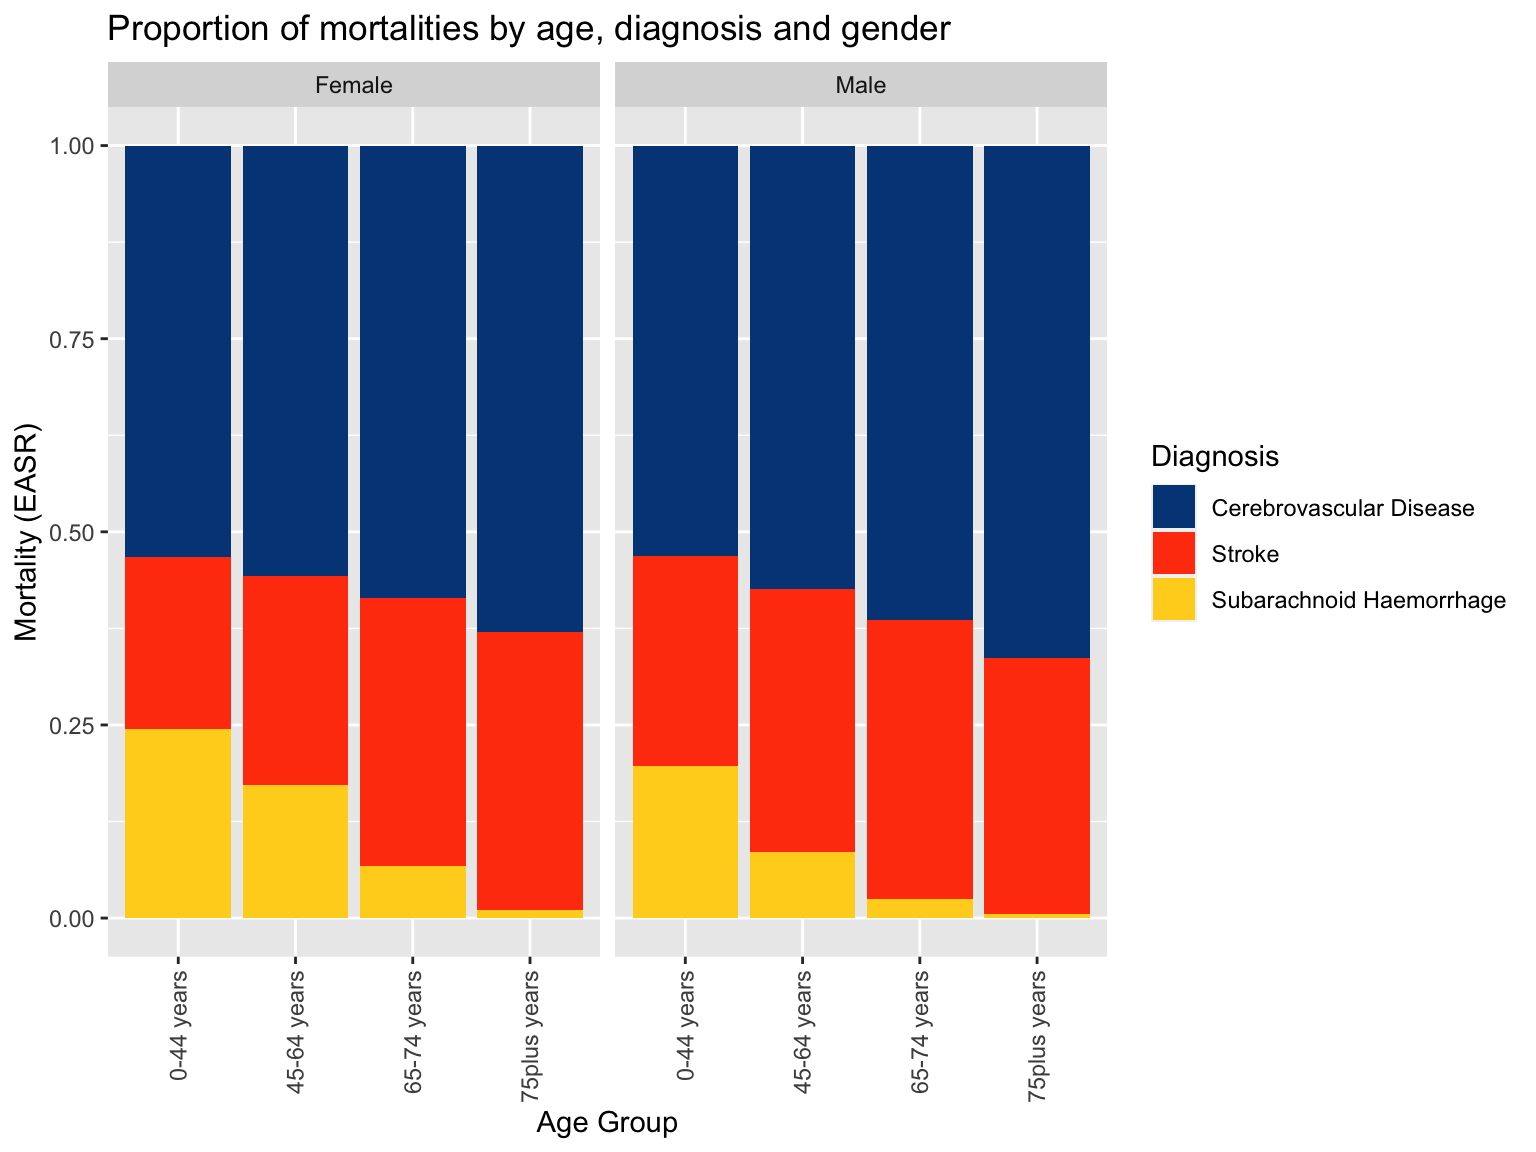 Proportion of mortalities by age, diagnosis and gender
Female
Male
Mortality (EASR)
1.00
0.75
0.50
0.25
0.00
0-44 years
45-64 years
65-74 years
75plus years
0-44 years
45-64 years
65-74 years
75plus years
Age Group
Diagnosis
Cerebrovascular Disease
Stroke
Subarachnoid Haemorrhage